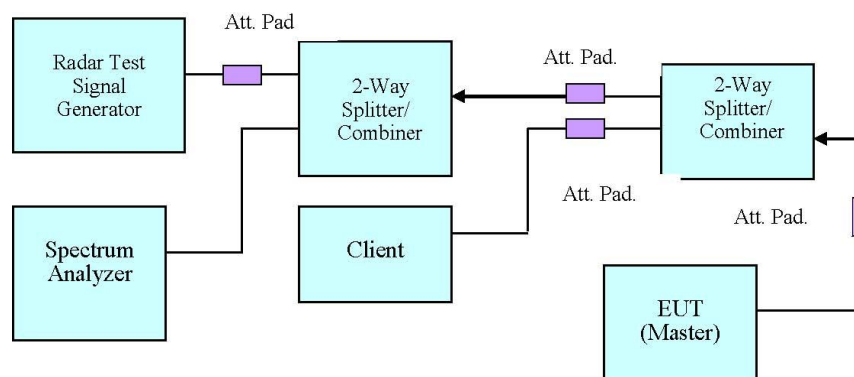 Att. Pad
Radar Test
Signal
Generator
2-Way
Splitter/
Combiner
Att. Pad.
2-Way
Splitter/
Combiner
Att. Pad.
Att. Pad.
Spectrum
Analyzer
Client
EUT
(Master)